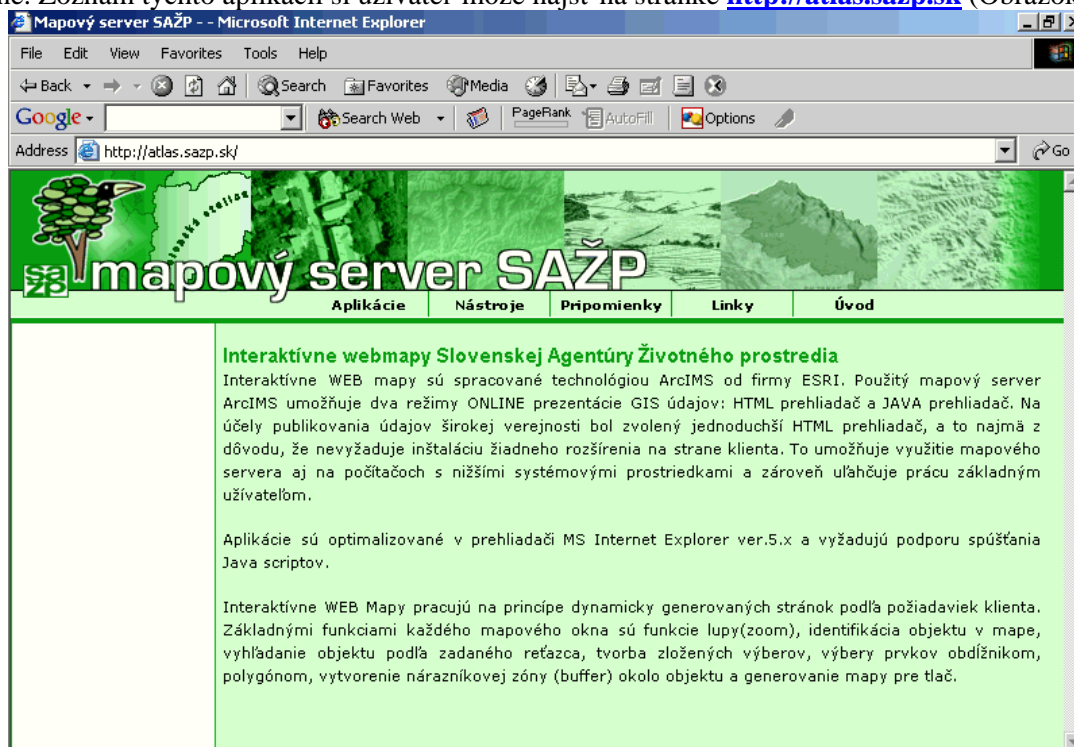 ne. Zoznam týchto aplikácií si užívateľ môže nájsť na stránke http://atlas.sazp.sk (Obrázok
Mapový server SAŽP - - Microsoft Internet Explorer
File Edit View Favorites Tools Help
Back Search Favorites Media
Google Search Web PageRank AutoFill Options
Address http://atlas.sazp.sk/ Go
sa žp mapový server SAŽP
Aplikácie Nástroje Pripomienky Linky Úvod
Interaktívne webmapy Slovenskej Agentúry Životného prostredia
Interaktívne WEB mapy sú spracované technológiou ArcIMS od firmy ESRI. Použitý mapový server
ArcIMS umožňuje dva režimy ONLINE prezentácie GIS údajov: HTML prehliadač a JAVA prehliadač. Na
účely publikovania údajov širokej verejnosti bol zvolený jednoduchší HTML prehliadač, a to najmä z
dôvodu, že nevyžaduje inštaláciu žiadneho rozšírenia na strane klienta. To umožňuje využitie mapového
servera aj na počítačoch s nižšími systémovými prostriedkami a zároveň uľahčuje prácu základným
užívateľom.
Aplikácie sú optimalizované v prehliadači MS Internet Explorer ver.5.x a vyžadujú podporu spúšťania
Java scriptov.
Interaktívne WEB Mapy pracujú na princípe dynamicky generovaných stránok podľa požiadaviek klienta.
Základnými funkciami každého mapového okna sú funkcie lupy(zoom), identifikácia objektu v mape,
vyhľadanie objektu podľa zadaného reťazca, tvorba zložených výberov, výbery prvkov obdĺžnikom,
polygónom, vytvorenie nárazníkovej zóny (buffer) okolo objektu a generovanie mapy pre tlač.